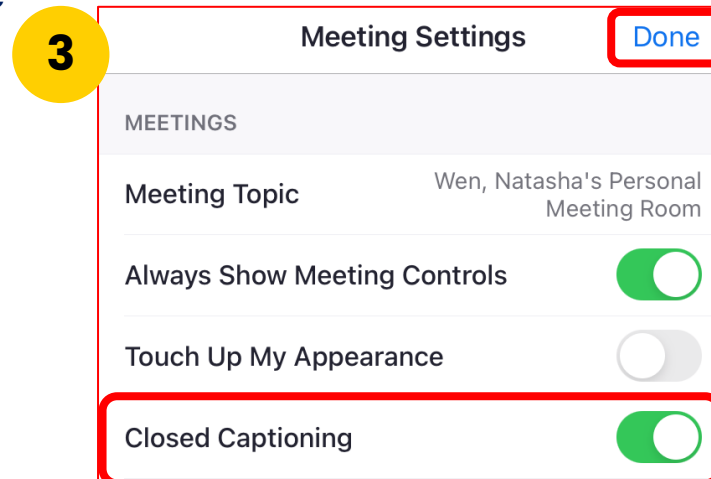 3
Meeting Settings
Done
MEETINGS
Meeting Topic
Wen, Natasha's Personal
Meeting Room
Always Show Meeting Controls
Touch Up My Appearance
Closed Captioning